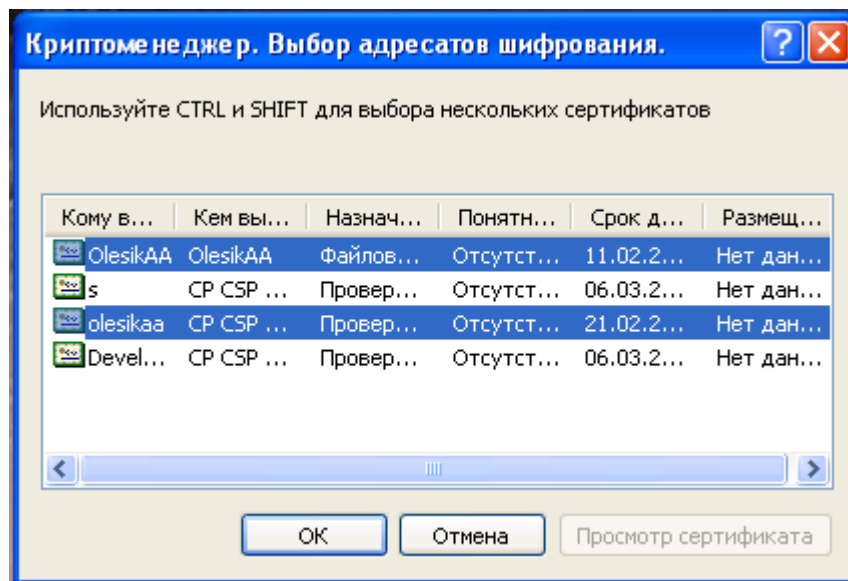 Криптоменеджер. Выбор адресатов шифрования.
Используйте CTRL и SHIFT для выбора нескольких сертификатов
Кому в... Кем вы... Назнач... Понятн... Срок д... Размещ...
OlesikAA OlesikAA Файлов... Отсутст... 11.02.2... Нет дан...
s CP CSP ... Провер... Отсутст... 06.03.2... Нет дан...
olesikaa CP CSP ... Провер... Отсутст... 21.02.2... Нет дан...
Devel... CP CSP ... Провер... Отсутст... 06.03.2... Нет дан...
ОК Отмена Просмотр сертификата